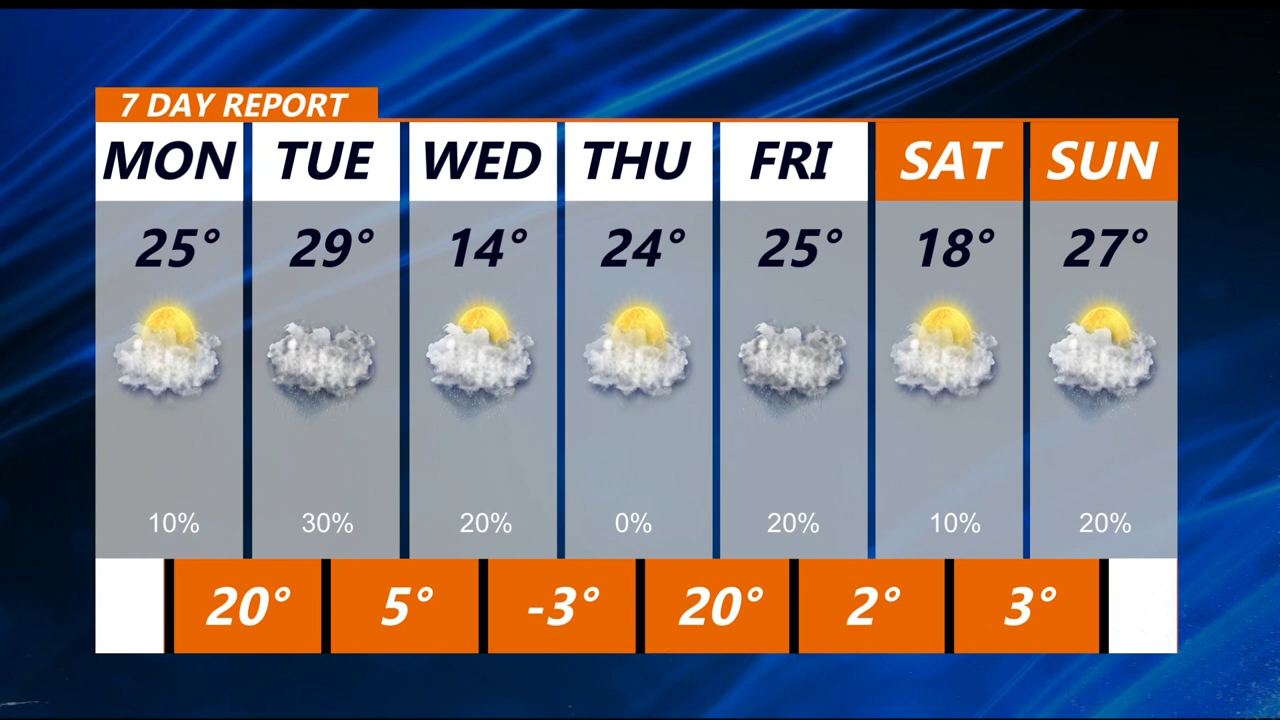 7 DAY REPORT
MON TUE WED THU FRI SAT SUN
25° 29° 14° 24° 25° 18° 27°
10% 30% 20% 0% 20% 10% 20%
20° 5° -3° 20° 2° 3°